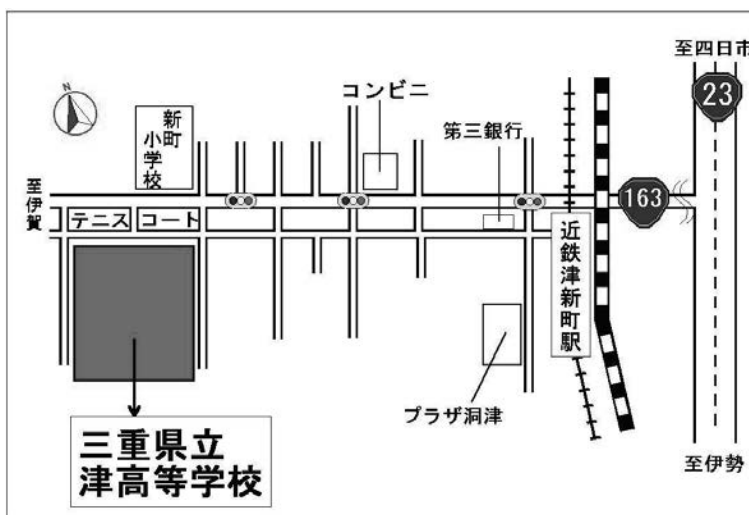 至四日市
23
N
コンビニ
新町
小学校
第三銀行
至伊賀
163
テニス コート
近鉄津新町駅
プラザ洞津
三重県立
津高等学校
至伊勢